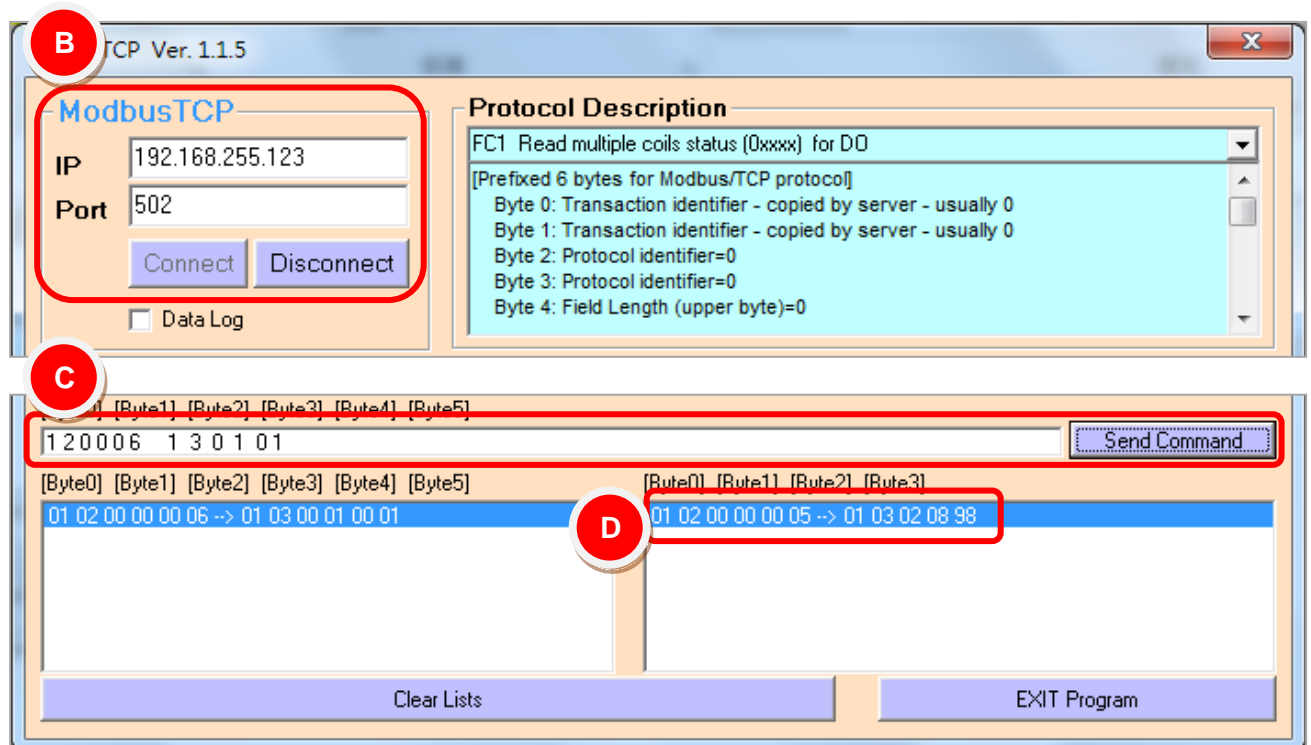 B
TCP Ver. 1.1.5
x
ModbusTCP
IP 192.168.255.123
Port 502
Connect Disconnect
Data Log
Protocol Description
FC1 Read multiple coils status (0xxxx) for DO
[Prefixed 6 bytes for Modbus/TCP protocol]
Byte 0: Transaction identifier - copied by server - usually 0
Byte 1: Transaction identifier - copied by server - usually 0
Byte 2: Protocol identifier=0
Byte 3: Protocol identifier=0
Byte 4: Field Length (upper byte)=0
C
[Byte1] [Byte2] [Byte3] [Byte4] [Byte5]
1 2 0 0 0 6 1 3 0 1 0 1 Send Command
[Byte0] [Byte1] [Byte2] [Byte3] [Byte4] [Byte5]
01 02 00 00 00 06 --> 01 03 00 01 00 01
[Byte0] [Byte1] [Byte2] [Byte3]
D
01 02 00 00 00 05 --> 01 03 02 08 98
Clear Lists EXIT Program